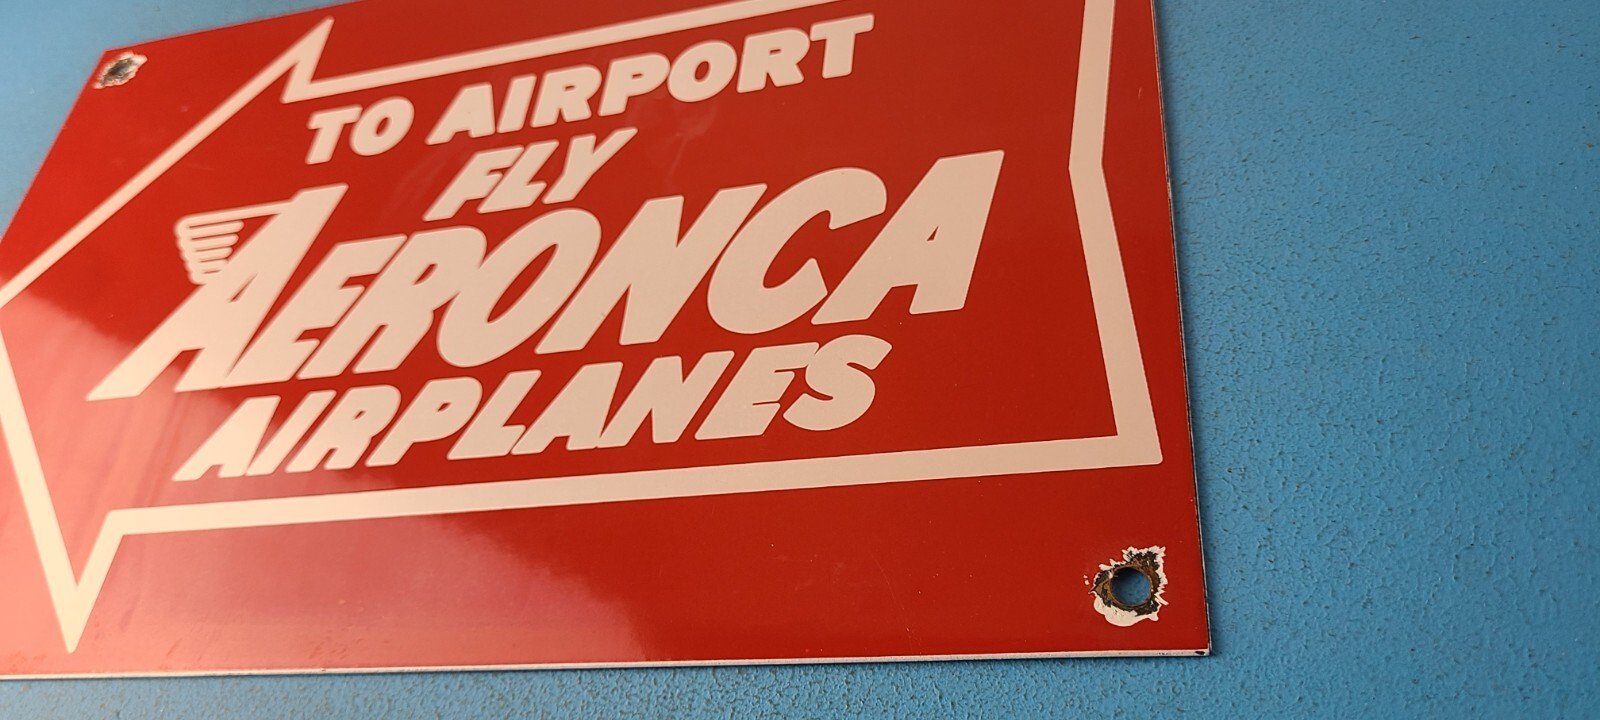 TO AIRPORT
FLY
AERONCA
AIRPLANES